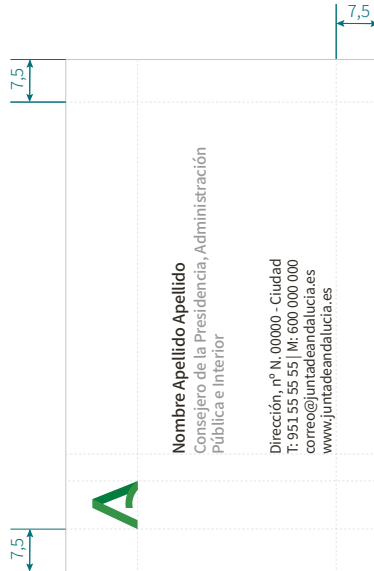 7,5
7,5
Nombre Apellido Apellido
Consejero de la Presidencia, Administración
Pública e Interior
Dirección, nº N. 00000 - Ciudad
T: 951 55 55 55 | M: 600 000 000
correo@juntadeandalucia.es
www.juntadeandalucia.es
7,5